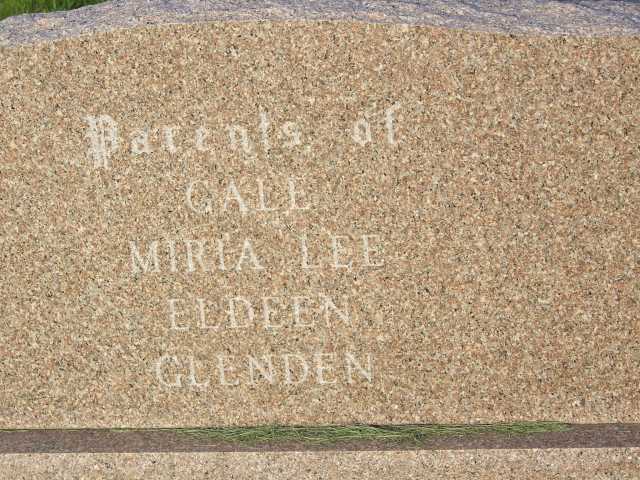 Parents of
GALE
MIRIA LEE
ELDEEN
GLENDEN